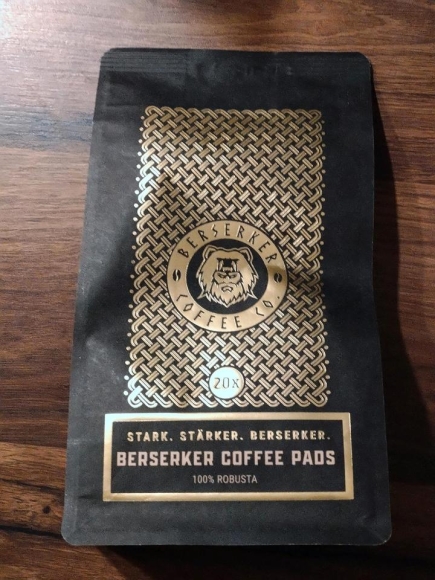 BERSERKER
COFFEE CO.
20x
STARK. STÄRKER. BERSERKER.
BERSERKER COFFEE PADS
100% ROBUSTA